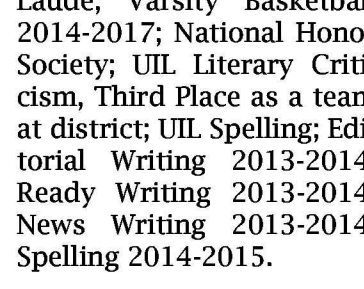 Laude, Varsity Basketbal
2014-2017; National Hono
Society; UIL Literary Criti
cism, Third Place as a team
at district; UIL Spelling; Edi
torial Writing 2013-2014
Ready Writing 2013-2014
News Writing 2013-2014
Spelling 2014-2015.